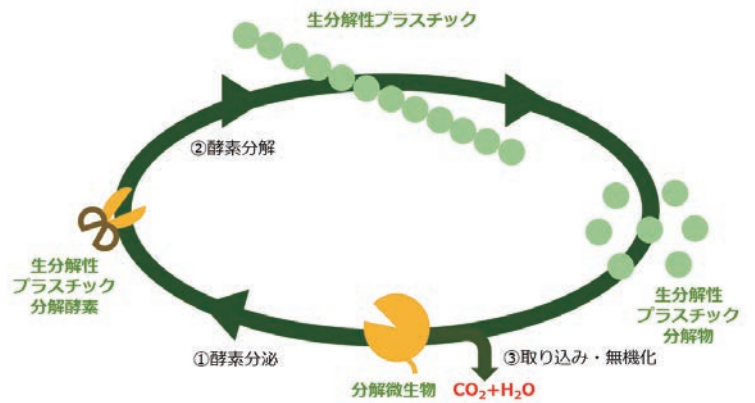 生分解性プラスチック
②酵素分解
生分解性
プラスチック
分解酵素
生分解性
プラスチック
分解物
①酵素分泌
③取り込み・無機化
分解微生物
CO₂+H₂O